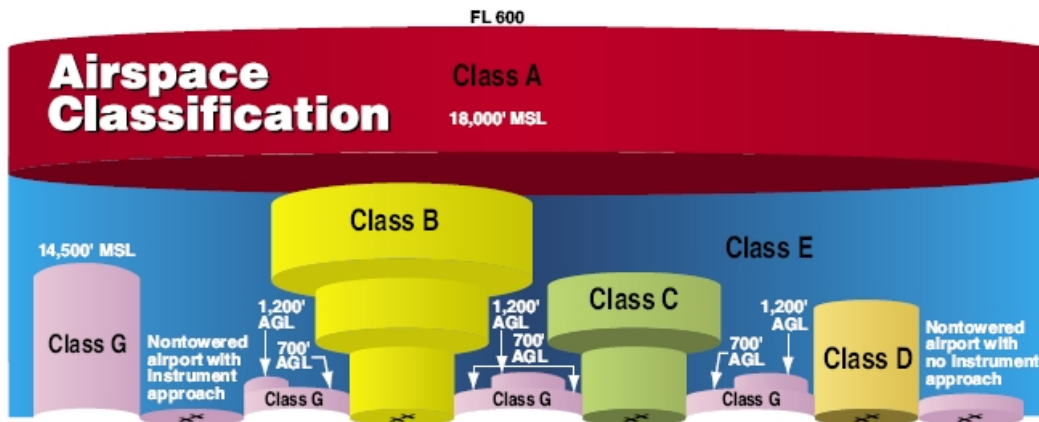 FL 600
Airspace
Classification
Class A
18,000' MSL
Class B
14,500' MSL
Class E
Class G
Nontowered
airport with
instrument
approach
1,200'
AGL
700'
AGL
Class G
1,200'
AGL
700'
AGL
Class G
Class C
1,200'
AGL
700'
AGL
Class G
Class D
Nontowered
airport with
no Instrument
approach